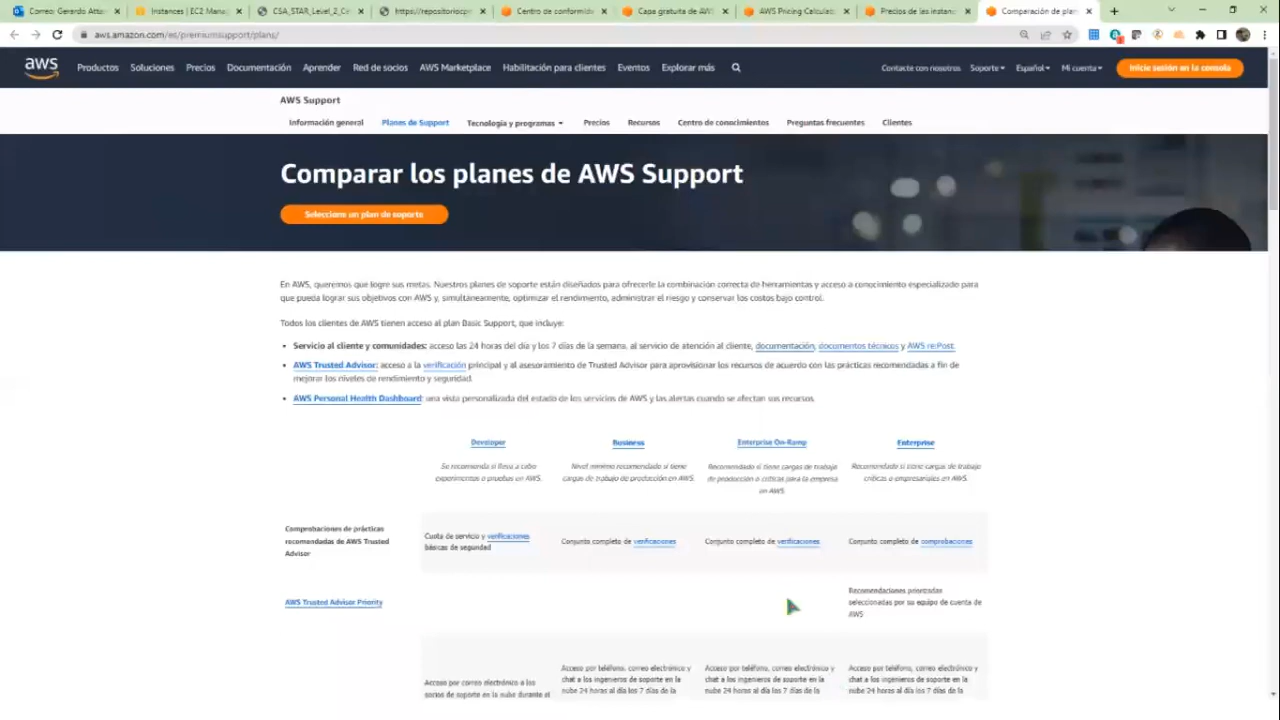 Correo: Gerardo Attu
Instances | EC2 Manag
CSA_STAR_Level_2_Ce
https://repositoriocp
Centro de conformid
Capa gratuita de AWS
AWS Pricing Calculat
Precios de las instan
Comparación de plan
aws.amazon.com/es/premiumsupport/plans/
aws
Productos Soluciones Precios Documentación Aprender Red de socios AWS Marketplace Habilitación para clientes Eventos Explorar más
Contacte con nosotros Soporte Español Mi cuenta Inicie sesión en la consola
AWS Support
Información general Planes de Support Tecnología y programas Precios Recursos Centro de conocimientos Preguntas frecuentes Clientes
Comparar los planes de AWS Support
Seleccione un plan de soporte
En AWS, queremos que logre sus metas. Nuestros planes de soporte están diseñados para ofrecerle la combinación correcta de herramientas y acceso a conocimiento especializado para
que pueda lograr sus objetivos con AWS y, simultáneamente, optimizar el rendimiento, administrar el riesgo y conservar los costos bajo control.
Todos los clientes de AWS tienen acceso al plan Basic Support, que incluye:
• Servicio al cliente y comunidades: acceso las 24 horas del día y los 7 días de la semana, al servicio de atención al cliente, documentación, documentos técnicos y AWS re:Post.
• AWS Trusted Advisor: acceso a la verificación principal y al asesoramiento de Trusted Advisor para aprovisionar los recursos de acuerdo con las prácticas recomendadas a fin de
mejorar los niveles de rendimiento y seguridad.
• AWS Personal Health Dashboard: una vista personalizada del estado de los servicios de AWS y las alertas cuando se afectan sus recursos.
Developer Business Enterprise On-Ramp Enterprise
Se recomienda si lleva a cabo
experimentos o pruebas en AWS.
Nivel mínimo recomendado si tiene
cargas de trabajo de producción en AWS.
Recomendado si tiene cargas de trabajo
de producción o críticas para la empresa
en AWS.
Recomendado si tiene cargas de trabajo
críticas o empresariales en AWS.
Comprobaciones de prácticas
recomendadas de AWS Trusted
Advisor
Cuota de servicio y verificaciones
básicas de seguridad
Conjunto completo de verificaciones
Conjunto completo de verificaciones
Conjunto completo de comprobaciones
AWS Trusted Advisor Priority
Recomendaciones priorizadas
seleccionadas por su equipo de cuenta de
AWS
Acceso por correo electrónico a los
socios de soporte en la nube durante el
Acceso por teléfono, correo electrónico y
chat a los ingenieros de soporte en la
nube 24 horas al día los 7 días de la
Acceso por teléfono, correo electrónico y
chat a los ingenieros de soporte en la
nube 24 horas al día los 7 días de la
Acceso por teléfono, correo electrónico y
chat a los ingenieros de soporte en la
nube 24 horas al día los 7 días de la